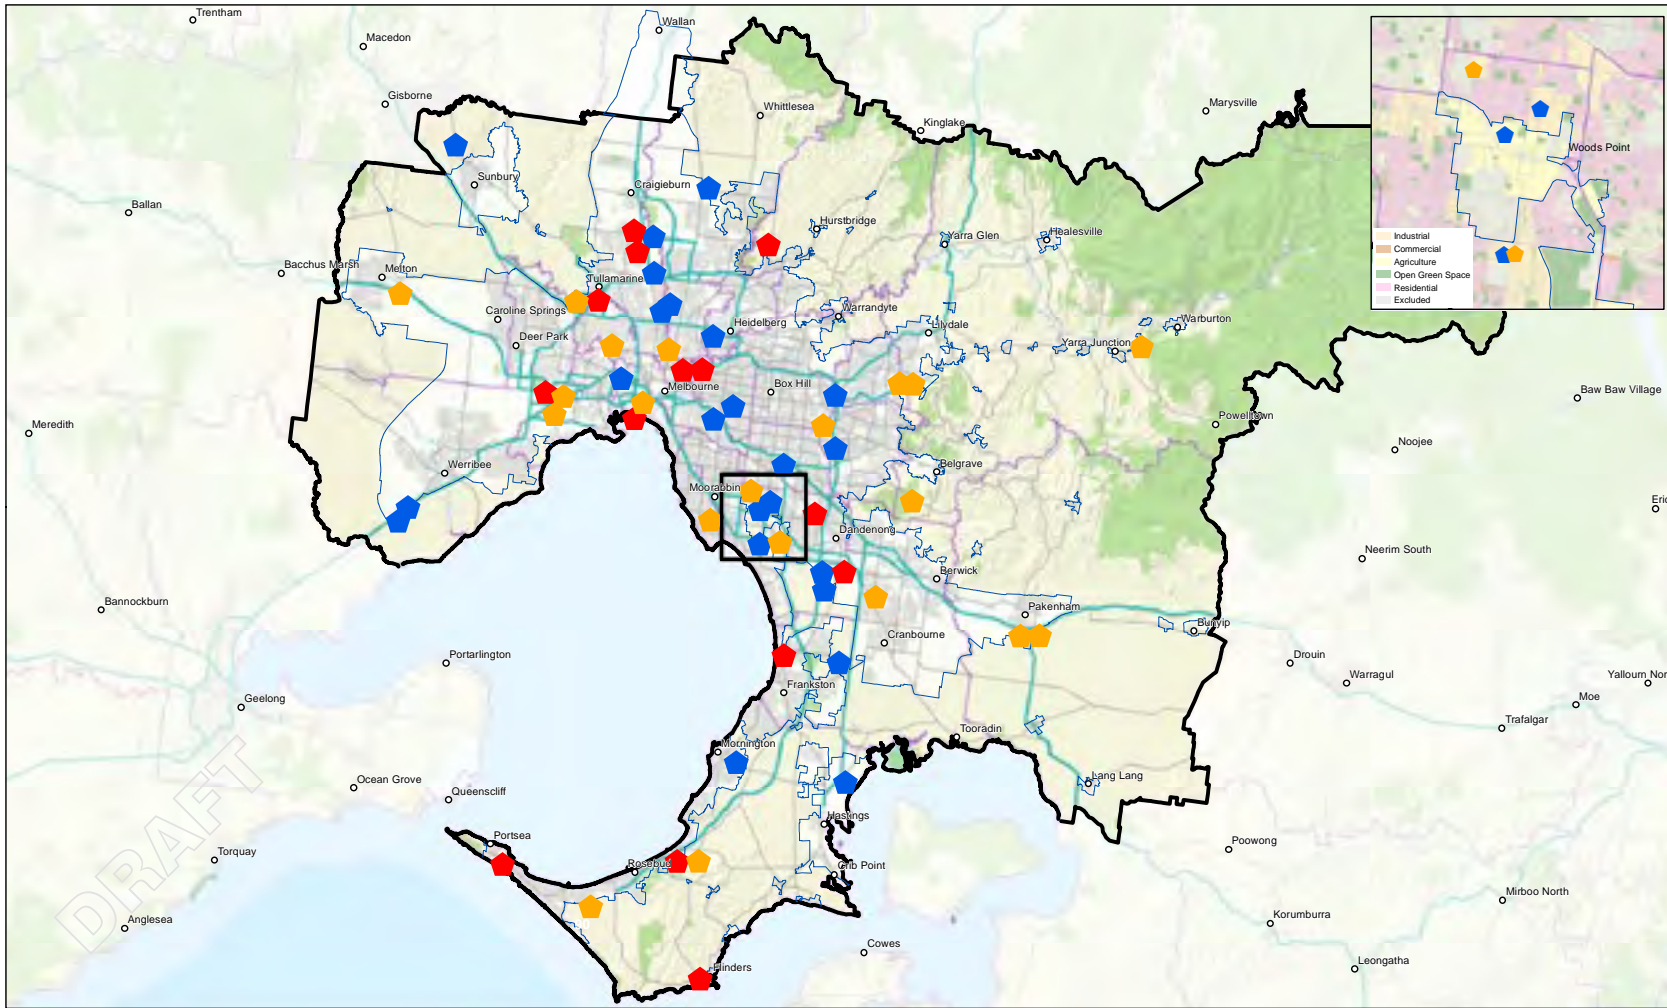 Trentham
Wallan
Macedon
Gisborne
Whittlesea
Marysville
Kinglake
Woods Point
Sunbury
Craigieburn
Ballan
Hurstbridge
Yarra Glen
Healesville
Industrial
Commercial
Agriculture
Open Green Space
Residential
Excluded
Bacchus Marsh
Melton
Tullamarine
Caroline Springs
Warrandyte
Heidelberg
Lilydale
Warburton
Deer Park
Yarra Junction
Melbourne
Box Hill
Baw Baw Village
Meredith
Powelltown
Noojee
Werribee
Belgrave
Moorabbin
Eric
Dandenong
Neerim South
Berwick
Bannockburn
Pakenham
Bunyip
Cranbourne
Portarlington
Drouin
Warragul
Yallourn Nor
Frankston
Geelong
Moe
Trafalgar
Tooradin
Mornington
Ocean Grove
Lang Lang
Queenscliff
Hastings
Portsea
Poowong
Torquay
Rosebud
Crib Point
Mirboo North
DRAFT
Anglesea
Korumburra
Cowes
Flinders
Leongatha